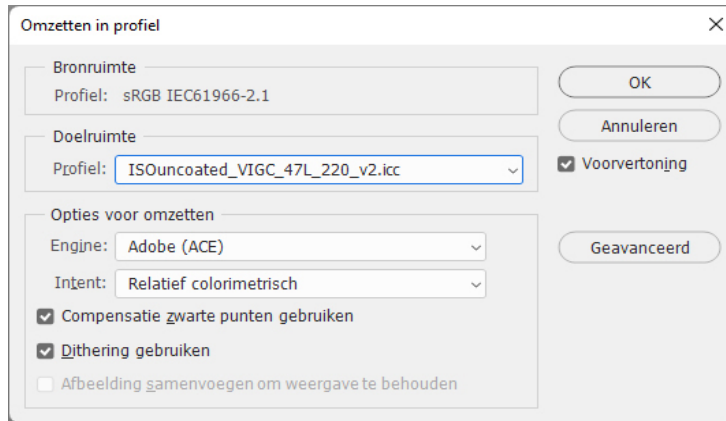 Omzetten in profiel
Bronruimte
Profiel: sRGB IEC61966-2.1
Doelruimte
Profiel: ISOuncoated_VIGC_47L_220_v2.icc
Opties voor omzetten
Engine: Adobe (ACE)
Intent: Relatief colorimetrisch
Compensatie zwarte punten gebruiken
Dithering gebruiken
Afbeelding samenvoegen om weergave te behouden
OK
Annuleren
Voorvertoning
Geavanceerd